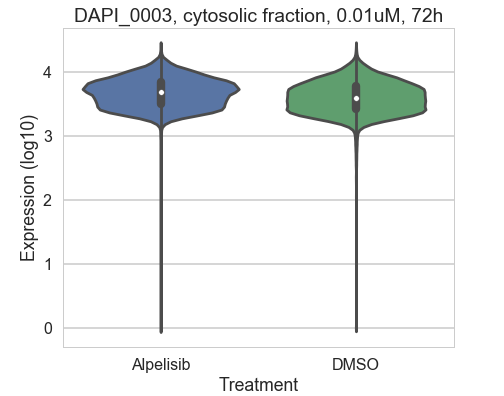 DAPI_0003, cytosolic fraction, 0.01uM, 72h
Expression (log10)
4
3
2
1
0
Alpelisib DMSO
Treatment